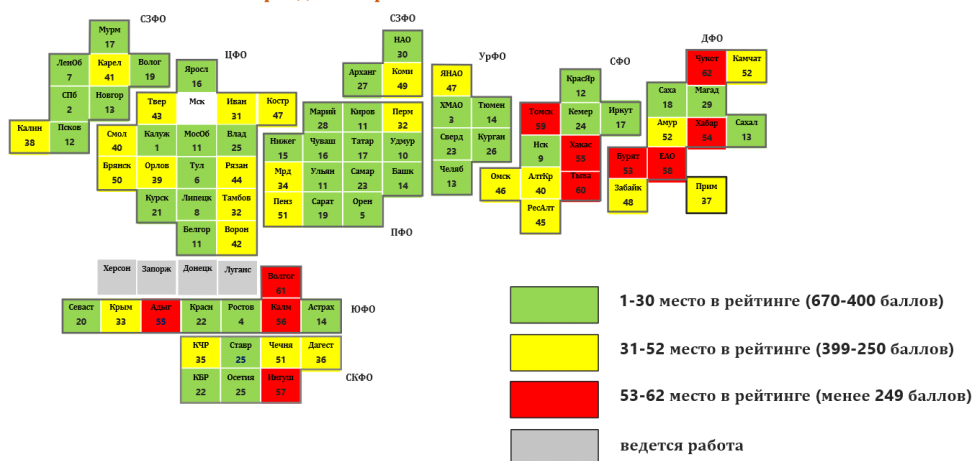 СЗФО
Мурм
17
ЛенОб
7
Карел
41
Волог
19
СПб
2
Новгор
13
Калин
38
Псков
12
ЦФО
Яросл
16
Твер
43
Мск
Иван
31
Костр
47
Смол
40
Калуж
1
МосОб
11
Влад
25
Брянск
50
Орлов
39
Тул
6
Рязан
44
Курск
21
Липецк
8
Тамбов
32
Белгор
11
Ворон
42
СЗФО
НАО
30
Арханг
27
Коми
49
Марий
28
Киров
11
Перм
32
Нижег
15
Чуваш
16
Татар
17
Удмур
10
Мрд
34
Ульян
11
Самар
23
Башк
14
Пенз
51
Сарат
19
Орен
5
ПФО
УрФО
ЯНАО
47
ХМАО
3
Тюмен
14
Сверд
23
Курган
26
Челяб
13
СФО
КрасЯр
12
Томск
59
Кемер
24
Иркут
17
Нск
9
Хакас
55
Омск
46
АлтКр
40
Тыва
60
РесАлт
45
ДФО
Чукот
62
Камчат
52
Саха
18
Магад
29
Амур
52
Хабар
54
Сахал
13
Бурят
53
ЕАО
58
Забайк
48
Прим
37
Херсон
Запорж
Донецк
Луганс
Волгог
61
Севаст
20
Крым
33
Адыг
55
Красн
22
Ростов
4
Калм
56
Астрах
14
ЮФО
КЧР
35
Ставр
25
Чечня
51
Дагест
36
КБР
22
Осетия
25
Ингуш
57
СКФО
1-30 место в рейтинге (670-400 баллов)
31-52 место в рейтинге (399-250 баллов)
53-62 место в рейтинге (менее 249 баллов)
ведется работа